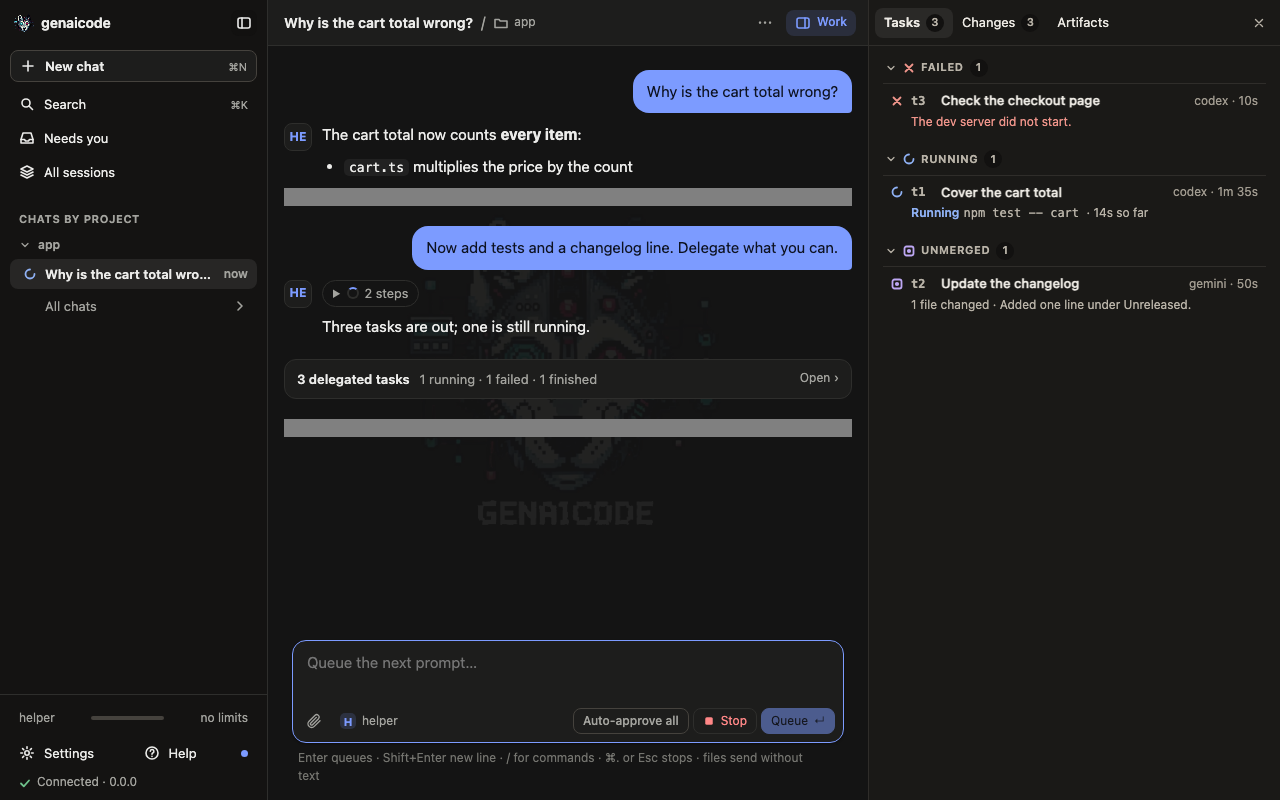 genaicode
New chat
⌘N
Search
⌘K
Needs you
All sessions
CHATS BY PROJECT
app
Why is the cart total wro...
now
All chats
helper
no limits
Settings
Help
Connected · 0.0.0
Why is the cart total wrong?
/
app
Work
Why is the cart total wrong?
HE
The cart total now counts every item:
• cart.ts multiplies the price by the count
Now add tests and a changelog line. Delegate what you can.
HE
2 steps
Three tasks are out; one is still running.
3 delegated tasks 1 running · 1 failed · 1 finished
Open ›
GENAICODE
Queue the next prompt...
H helper
Auto-approve all
Stop
Queue
Enter queues · Shift+Enter new line · / for commands · ⌘. or Esc stops · files send without
text
Tasks 3
Changes 3
Artifacts
FAILED 1
t3 Check the checkout page
codex · 10s
The dev server did not start.
RUNNING 1
t1 Cover the cart total
codex · 1m 35s
Running npm test -- cart · 14s so far
UNMERGED 1
t2 Update the changelog
gemini · 50s
1 file changed · Added one line under Unreleased.